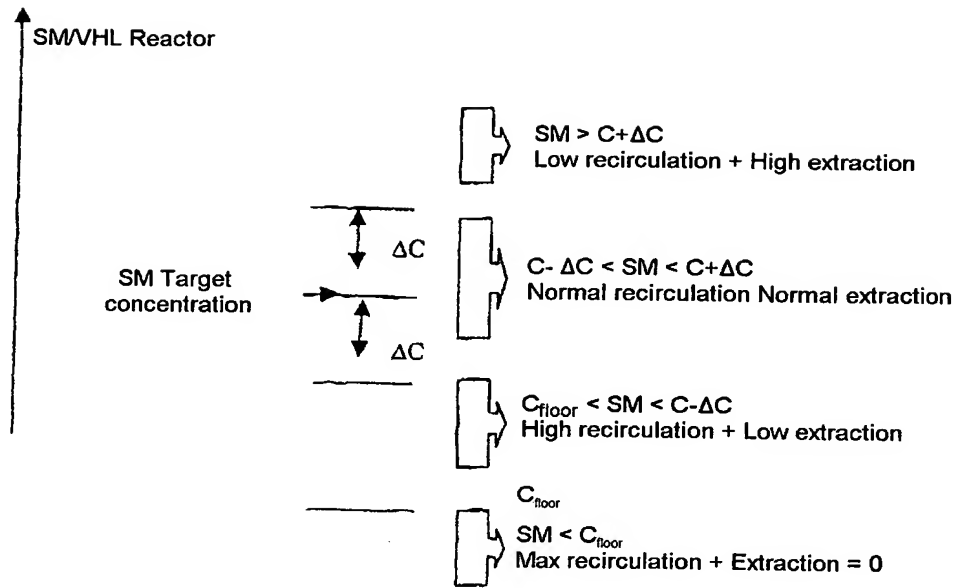 SM/VHL Reactor
SM > C+ΔC
Low recirculation + High extraction
ΔC
C- ΔC < SM < C+ΔC
Normal recirculation Normal extraction
SM Target
concentration
ΔC
C_floor < SM < C-ΔC
High recirculation + Low extraction
C_floor
SM < C_floor
Max recirculation + Extraction = 0